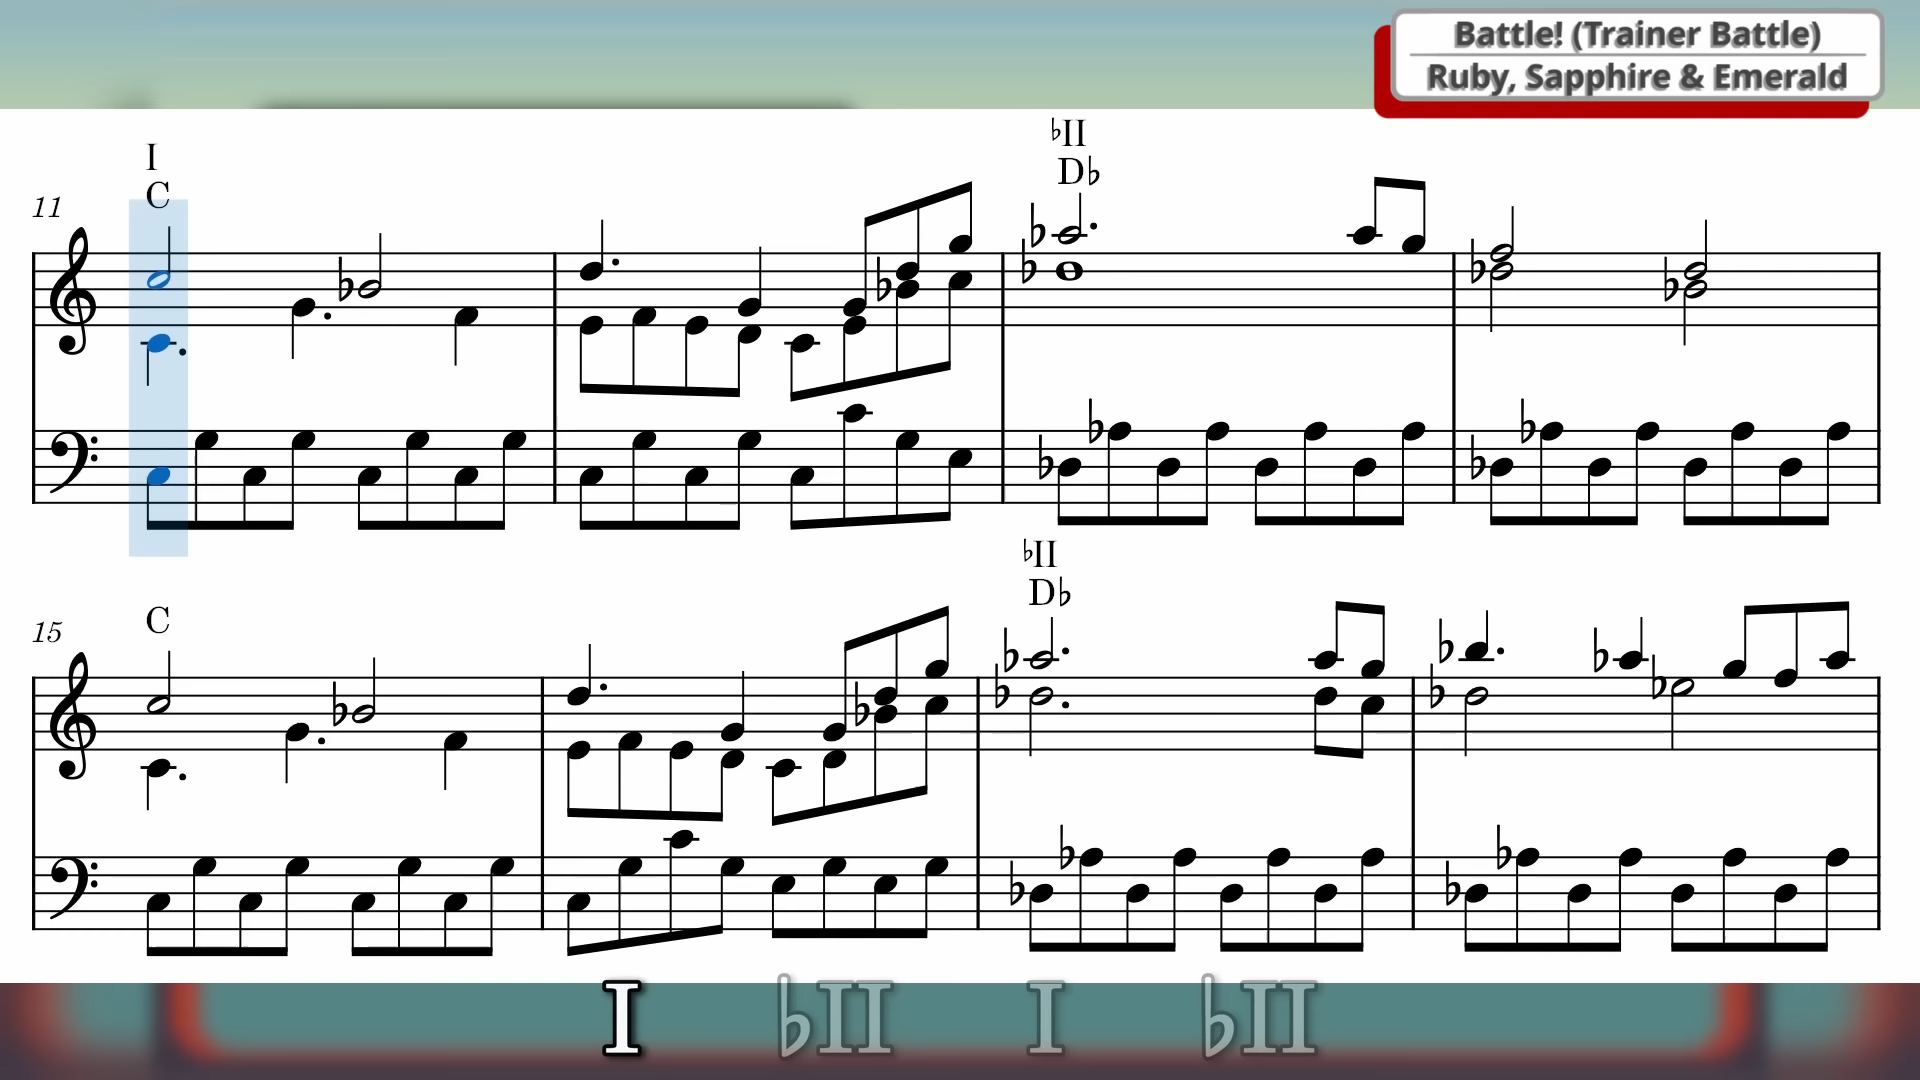 Battle! (Trainer Battle)
Ruby, Sapphire & Emerald
I
C
♭II
D♭
11
♭II
D♭
C
15
I ♭II I ♭II